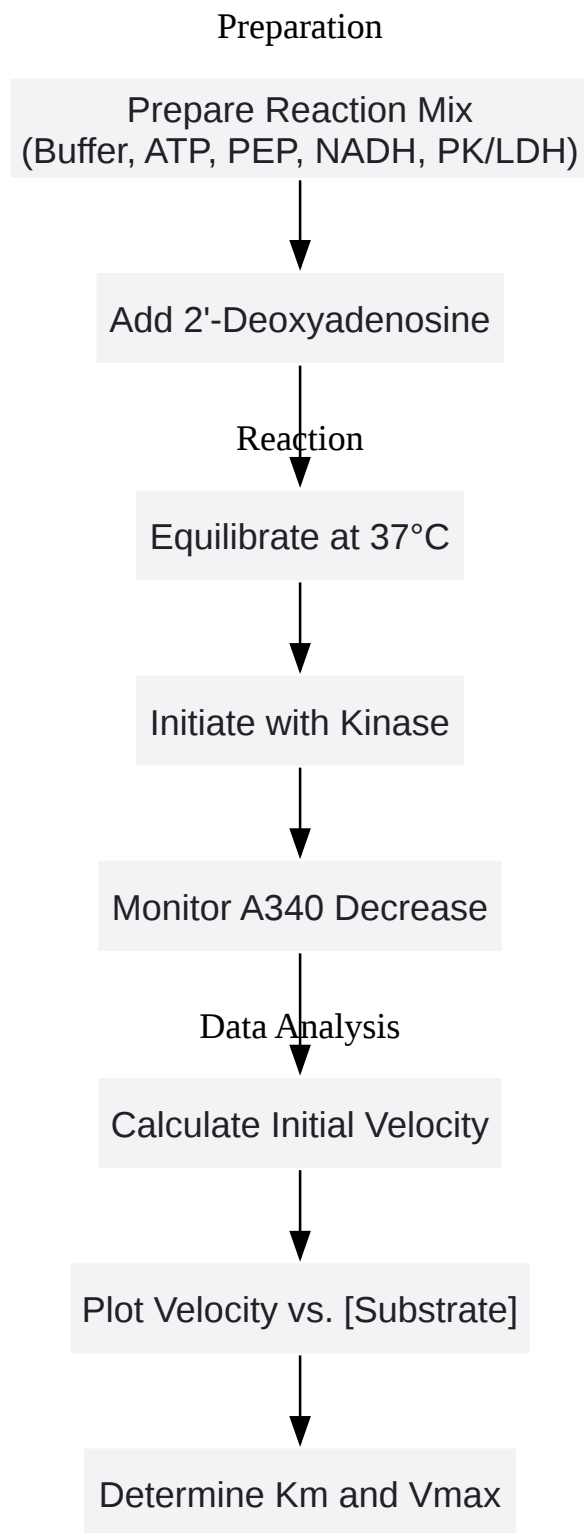 Preparation
Prepare Reaction Mix
(Buffer, ATP, PEP, NADH, PK/LDH)
Add 2'-Deoxyadenosine
Reaction
Equilibrate at 37°C
Initiate with Kinase
Monitor A340 Decrease
Data Analysis
Calculate Initial Velocity
Plot Velocity vs. [Substrate]
Determine Km and Vmax